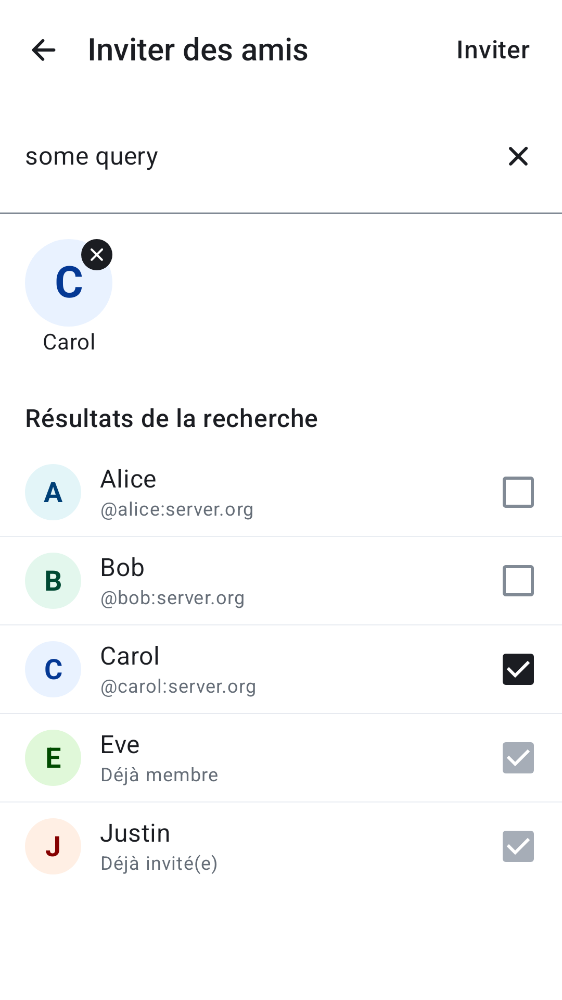 Inviter des amis
Inviter
some query
C
Carol
Résultats de la recherche
A
Alice
@alice:server.org
B
Bob
@bob:server.org
C
Carol
@carol:server.org
E
Eve
Déjà membre
J
Justin
Déjà invité(e)